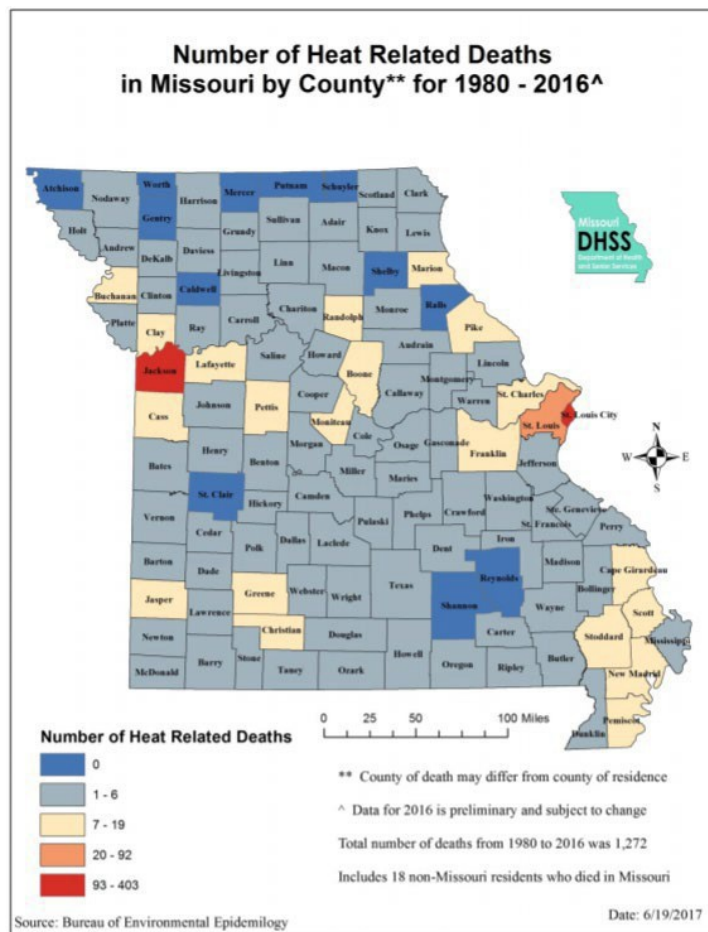 Number of Heat Related Deaths
in Missouri by County** for 1980 - 2016^
Atchison
Nodaway
Worth
Gentry
Harrison
Mercer
Putnam
Schuyler
Scotland
Clark
Holt
Andrew
DeKalb
Daviess
Grundy
Sullivan
Adair
Knox
Lewis
Buchanan
Clinton
Caldwell
Livingston
Linn
Macon
Shelby
Marion
Platte
Clay
Ray
Carroll
Chariton
Randolph
Monroe
Ralls
Pike
Jackson
Lafayette
Saline
Howard
Boone
Audrain
Callaway
Montgomery
Lincoln
Warren
St. Charles
St. Louis
St. Louis City
Cass
Johnson
Pettis
Cooper
Moniteau
Cole
Osage
Gasconade
Franklin
Jefferson
Bates
Henry
Benton
Morgan
Miller
Maries
St. Clair
Hickory
Camden
Pulaski
Phelps
Crawford
Washington
St. Francois
Ste. Genevieve
Perry
Vernon
Cedar
Polk
Dallas
Laclede
Dent
Iron
Madison
Cape Girardeau
Bollinger
Barton
Dade
Greene
Webster
Wright
Texas
Shannon
Reynolds
Wayne
Scott
Mississippi
Stoddard
Jasper
Lawrence
Christian
Douglas
Howell
Carter
Butler
New Madrid
Newton
McDonald
Barry
Stone
Taney
Ozark
Oregon
Ripley
Dunklin
Pemiscot
Missouri
DHSS
Department of Health
and Senior Services
N
W E
S
0 25 50 100 Miles
Number of Heat Related Deaths
0
1 - 6
7 - 19
20 - 92
93 - 403
** County of death may differ from county of residence
^ Data for 2016 is preliminary and subject to change
Total number of deaths from 1980 to 2016 was 1,272
Includes 18 non-Missouri residents who died in Missouri
Source: Bureau of Environmental Epidemilogy
Date: 6/19/2017